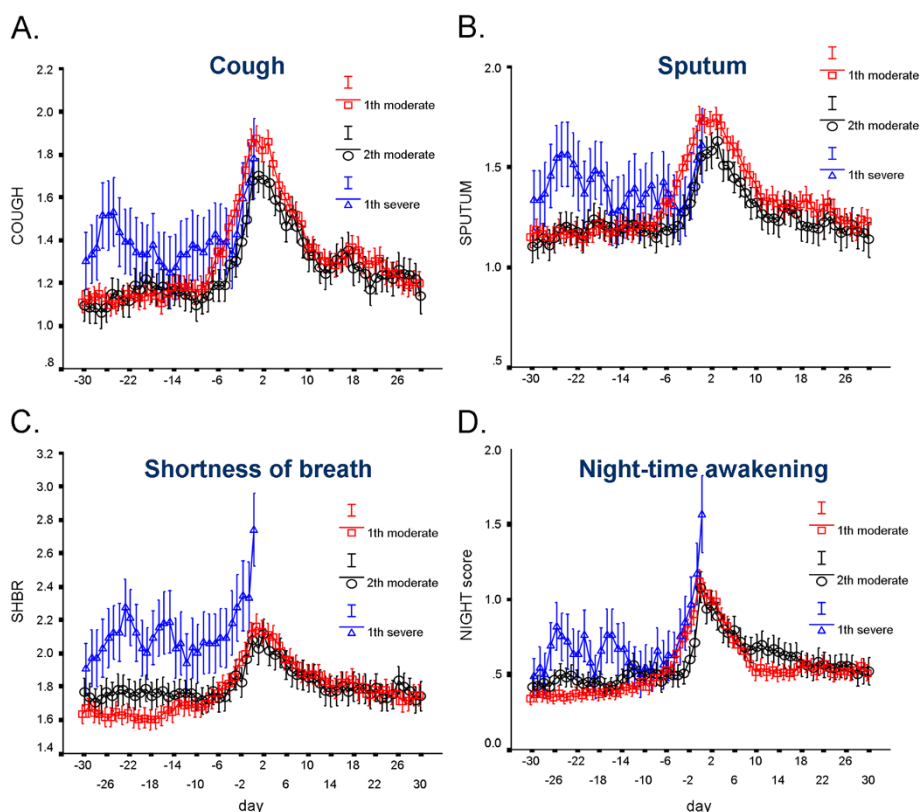 A.
Cough
2.2
2.0
1.8
1.6
1.4
1.2
1.0
.8
COUGH
1th moderate
2th moderate
1th severe
-30 -22 -14 -6 2 10 18 26
B.
Sputum
2.0
1.5
1.0
.5
SPUTUM
1th moderate
2th moderate
1th severe
-30 -22 -14 -6 2 10 18 26
C.
Shortness of breath
3.2
3.0
2.8
2.6
2.4
2.2
2.0
1.8
1.6
1.4
SHBR
1th moderate
2th moderate
1th severe
-30 -22 -14 -6 2 10 18 26
-26 -18 -10 -2 6 14 22 30
day
D.
Night-time awakening
2.0
1.5
1.0
.5
0.0
NIGHT score
1th moderate
2th moderate
1th severe
-30 -22 -14 -6 2 10 18 26
-26 -18 -10 -2 6 14 22 30
day